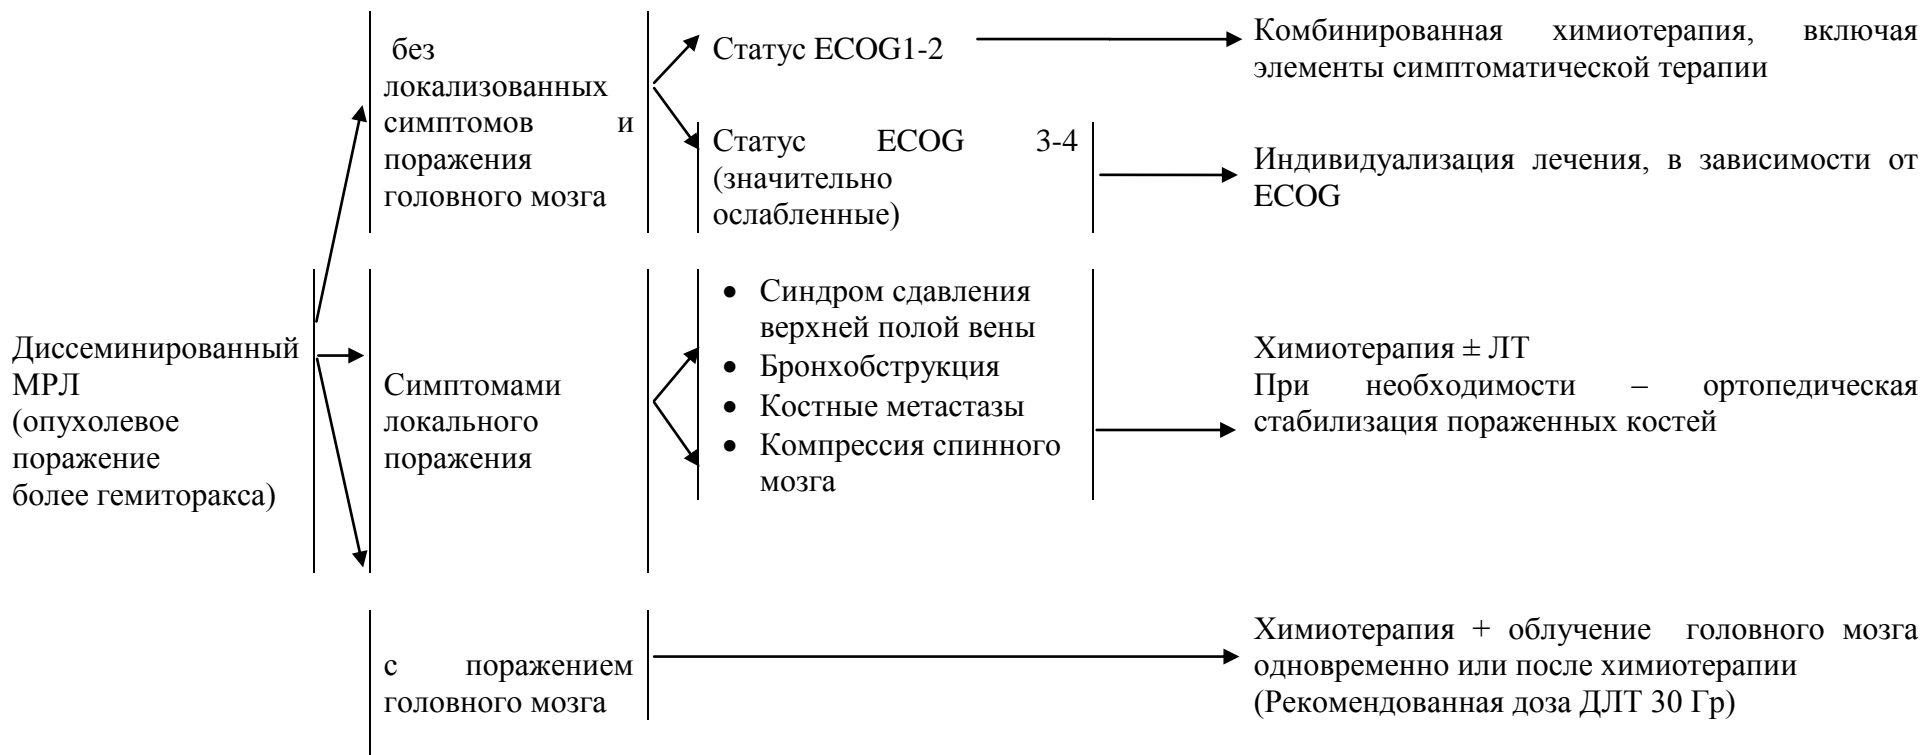 без
локализованных
симптомов и
поражения
головного мозга
Статус ECOG1-2
Комбинированная химиотерапия, включая
элементы симптоматической терапии
Статус ECOG 3-4
(значительно
ослабленные)
Индивидуализация лечения, в зависимости от
ECOG
Диссеминированный
МРЛ
(опухолевое
поражение
более гемиторакса)
Симптомами
локального
поражения
• Синдром сдавления
верхней полой вены
• Бронхобструкция
• Костные метастазы
• Компрессия спинного
мозга
Химиотерапия ± ЛТ
При необходимости – ортопедическая
стабилизация пораженных костей
с поражением
головного мозга
Химиотерапия + облучение головного мозга
одновременно или после химиотерапии
(Рекомендованная доза ДЛТ 30 Гр)